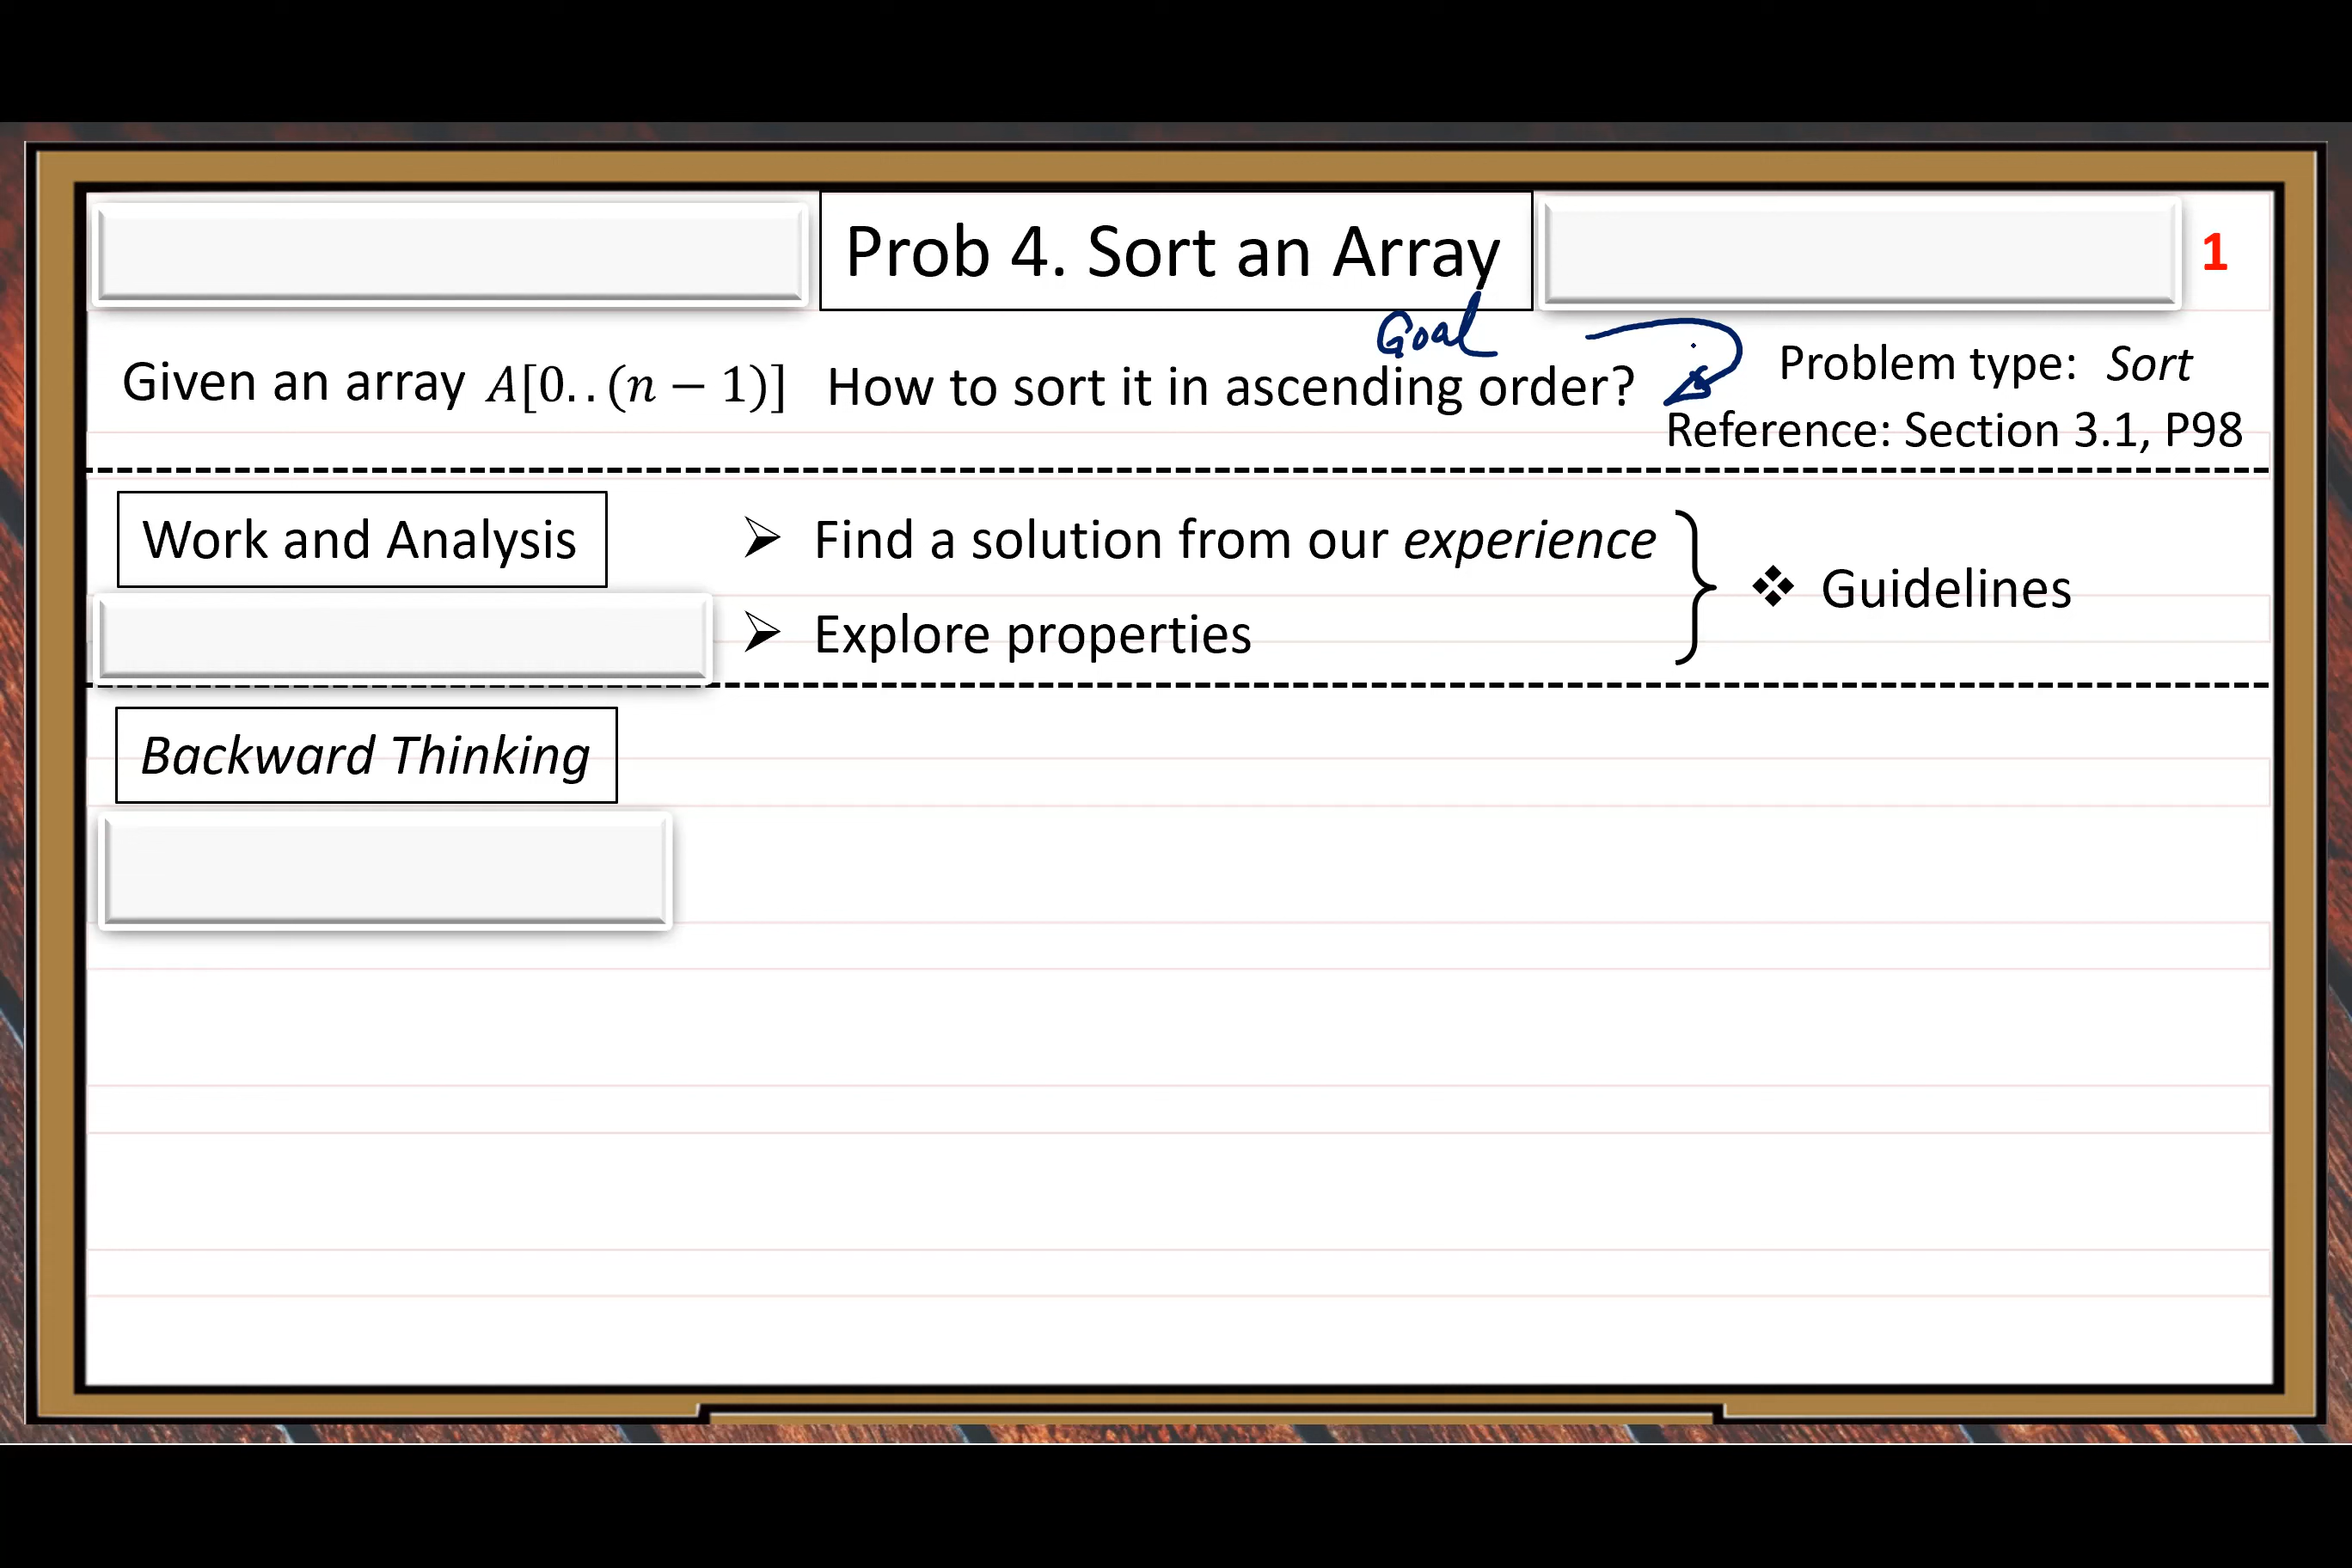 Prob 4. Sort an Array
1
Goal
Given an array A[0..(n − 1)] How to sort it in ascending order?
Problem type: Sort
Reference: Section 3.1, P98
Work and Analysis
➢ Find a solution from our experience
➢ Explore properties
❖ Guidelines
Backward Thinking